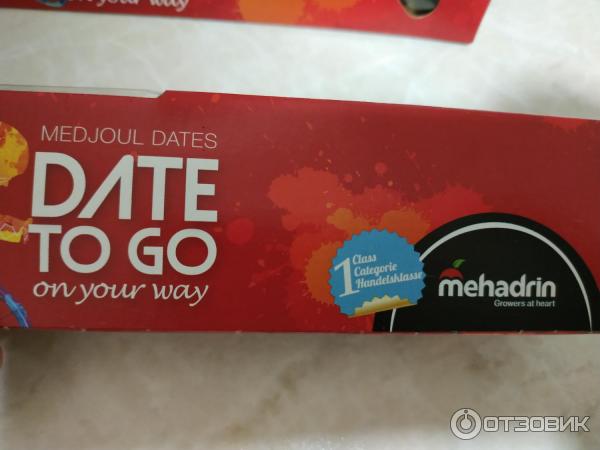 on your way
MEDJOUL DATES
DATE
TO GO
on your way
1 Class
Categorie
Handelsklasse
mehadrin
Growers at heart
ОТЗОВИК